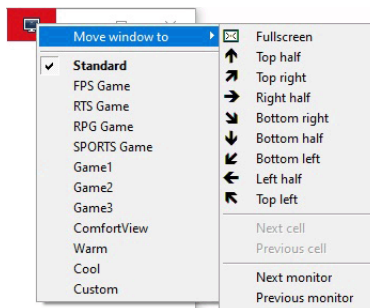 Move window to
Standard
FPS Game
RTS Game
RPG Game
SPORTS Game
Game1
Game2
Game3
ComfortView
Warm
Cool
Custom
Fullscreen
Top half
Top right
Right half
Bottom right
Bottom half
Bottom left
Left half
Top left
Next cell
Previous cell
Next monitor
Previous monitor